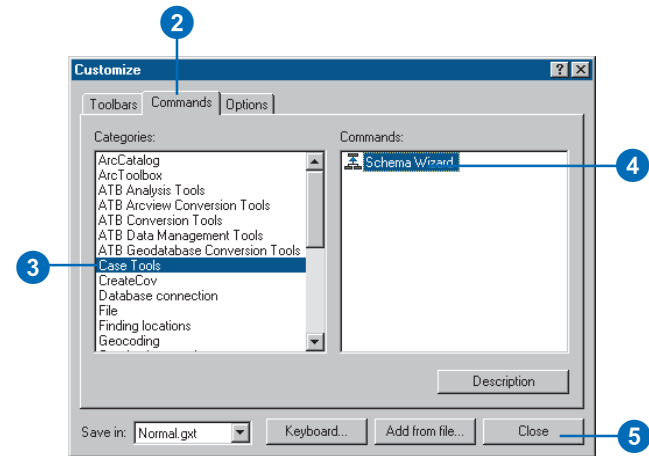 2
Customize
Toolbars Commands Options
Categories: Commands:
ArcCatalog
ArcToolbox
ATB Analysis Tools
ATB Arcview Conversion Tools
ATB Conversion Tools
ATB Data Management Tools
ATB Geodatabase Conversion Tools
Case Tools
CreateCov
Database connection
File
Finding locations
Geocoding
Schema Wizard
4
3
Description
Save in: Normal.gxt Keyboard... Add from file... Close
5